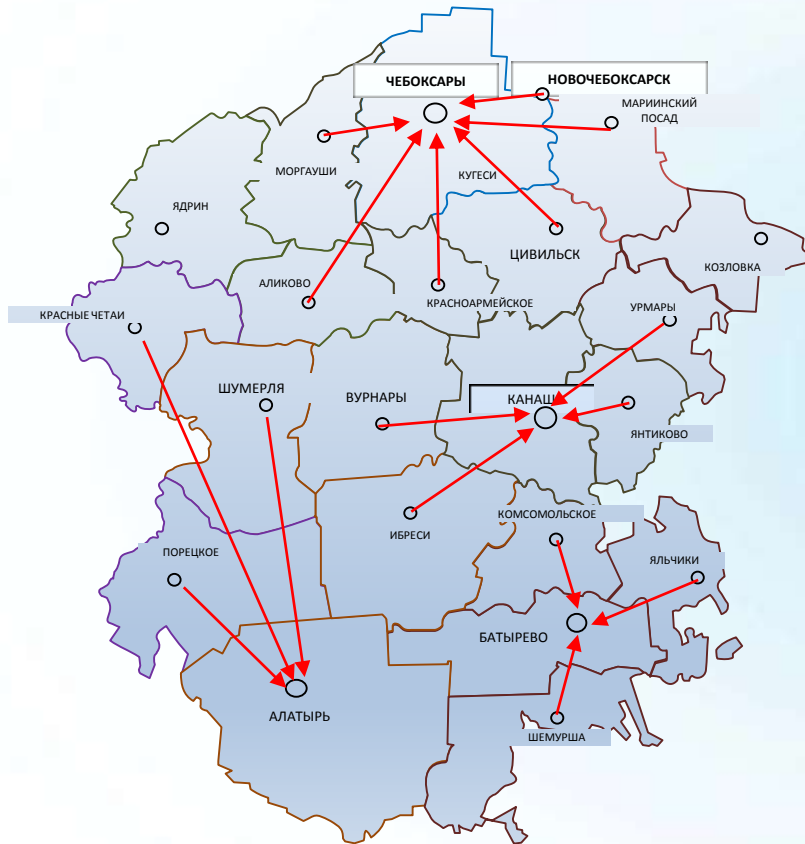 ЧЕБОКСАРЫ
НОВОЧЕБОКСАРСК
МАРИИНСКИЙ
ПОСАД
МОРГАУШИ
КУГЕСИ
ЯДРИН
ЦИВИЛЬСК
КОЗЛОВКА
АЛИКОВО
КРАСНОАРМЕЙСКОЕ
УРМАРЫ
КРАСНЫЕ ЧЕТАИ
ШУМЕРЛЯ
ВУРНАРЫ
КАНАШ
ЯНТИКОВО
КОМСОМОЛЬСКОЕ
ИБРЕСИ
ПОРЕЦКОЕ
ЯЛЬЧИКИ
БАТЫРЕВО
АЛАТЫРЬ
ШЕМУРША